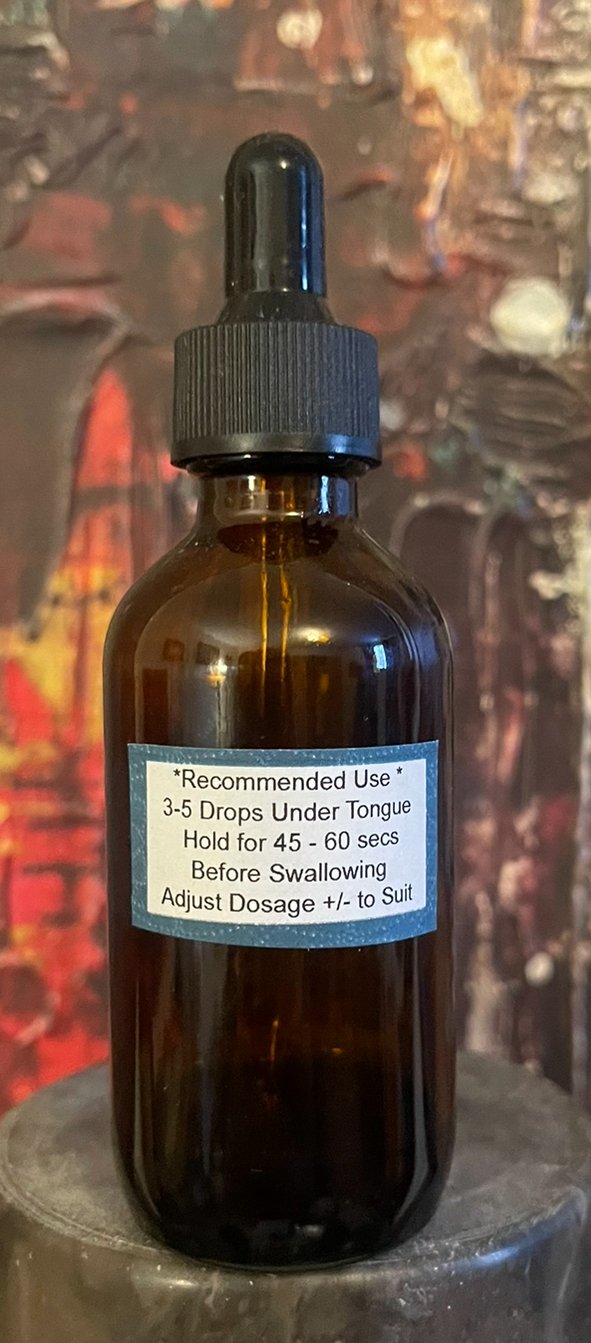 *Recommended Use *
3-5 Drops Under Tongue
Hold for 45 - 60 secs
Before Swallowing
Adjust Dosage +/- to Suit